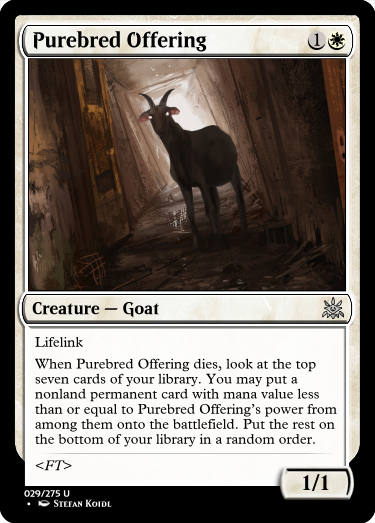 Purebred Offering 1
Creature — Goat
Lifelink
When Purebred Offering dies, look at the top
seven cards of your library. You may put a
nonland permanent card with mana value less
than or equal to Purebred Offering's power from
among them onto the battlefield. Put the rest on
the bottom of your library in a random order.
<FT>
1/1
029/275 U
• Stefan Koidl